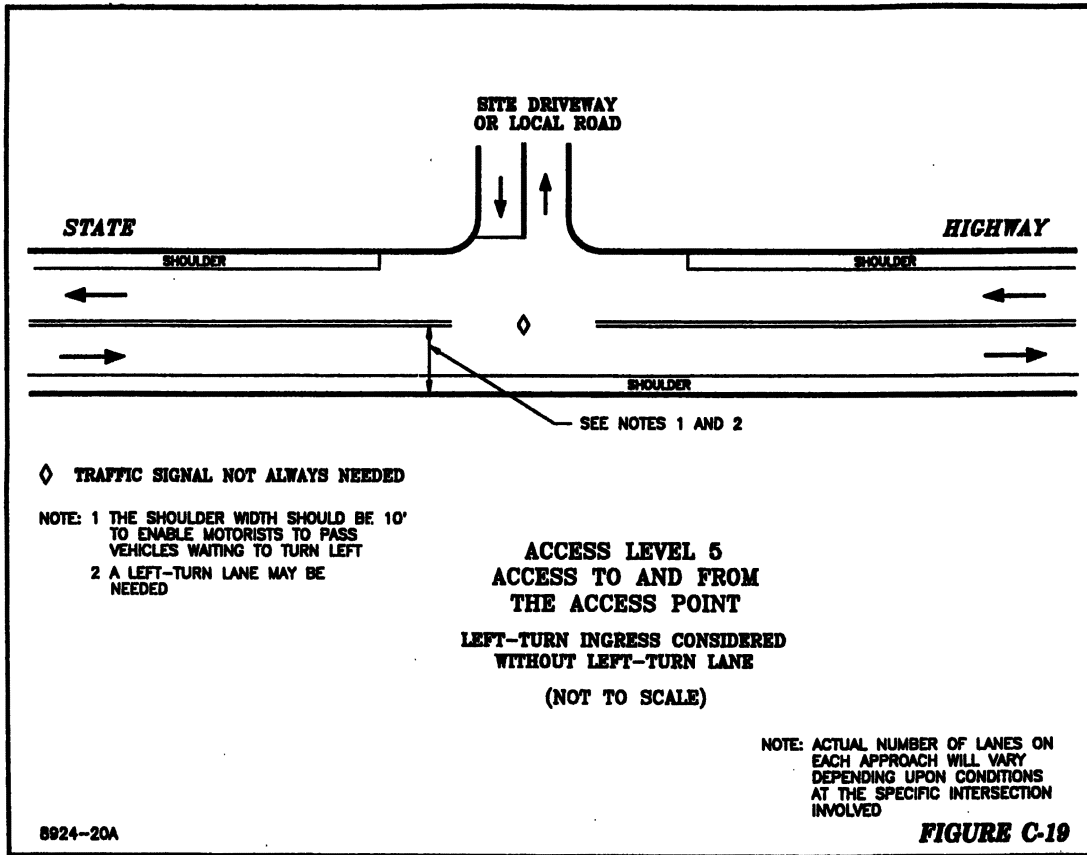 SITE DRIVEWAY
OR LOCAL ROAD
STATE
HIGHWAY
SHOULDER
SHOULDER
SHOULDER
SEE NOTES 1 AND 2
◊ TRAFFIC SIGNAL NOT ALWAYS NEEDED
NOTE: 1 THE SHOULDER WIDTH SHOULD BE 10'
TO ENABLE MOTORISTS TO PASS
VEHICLES WAITING TO TURN LEFT
2 A LEFT-TURN LANE MAY BE
NEEDED
ACCESS LEVEL 5
ACCESS TO AND FROM
THE ACCESS POINT
LEFT-TURN INGRESS CONSIDERED
WITHOUT LEFT-TURN LANE
(NOT TO SCALE)
NOTE: ACTUAL NUMBER OF LANES ON
EACH APPROACH WILL VARY
DEPENDING UPON CONDITIONS
AT THE SPECIFIC INTERSECTION
INVOLVED
8924-20A
FIGURE C-19